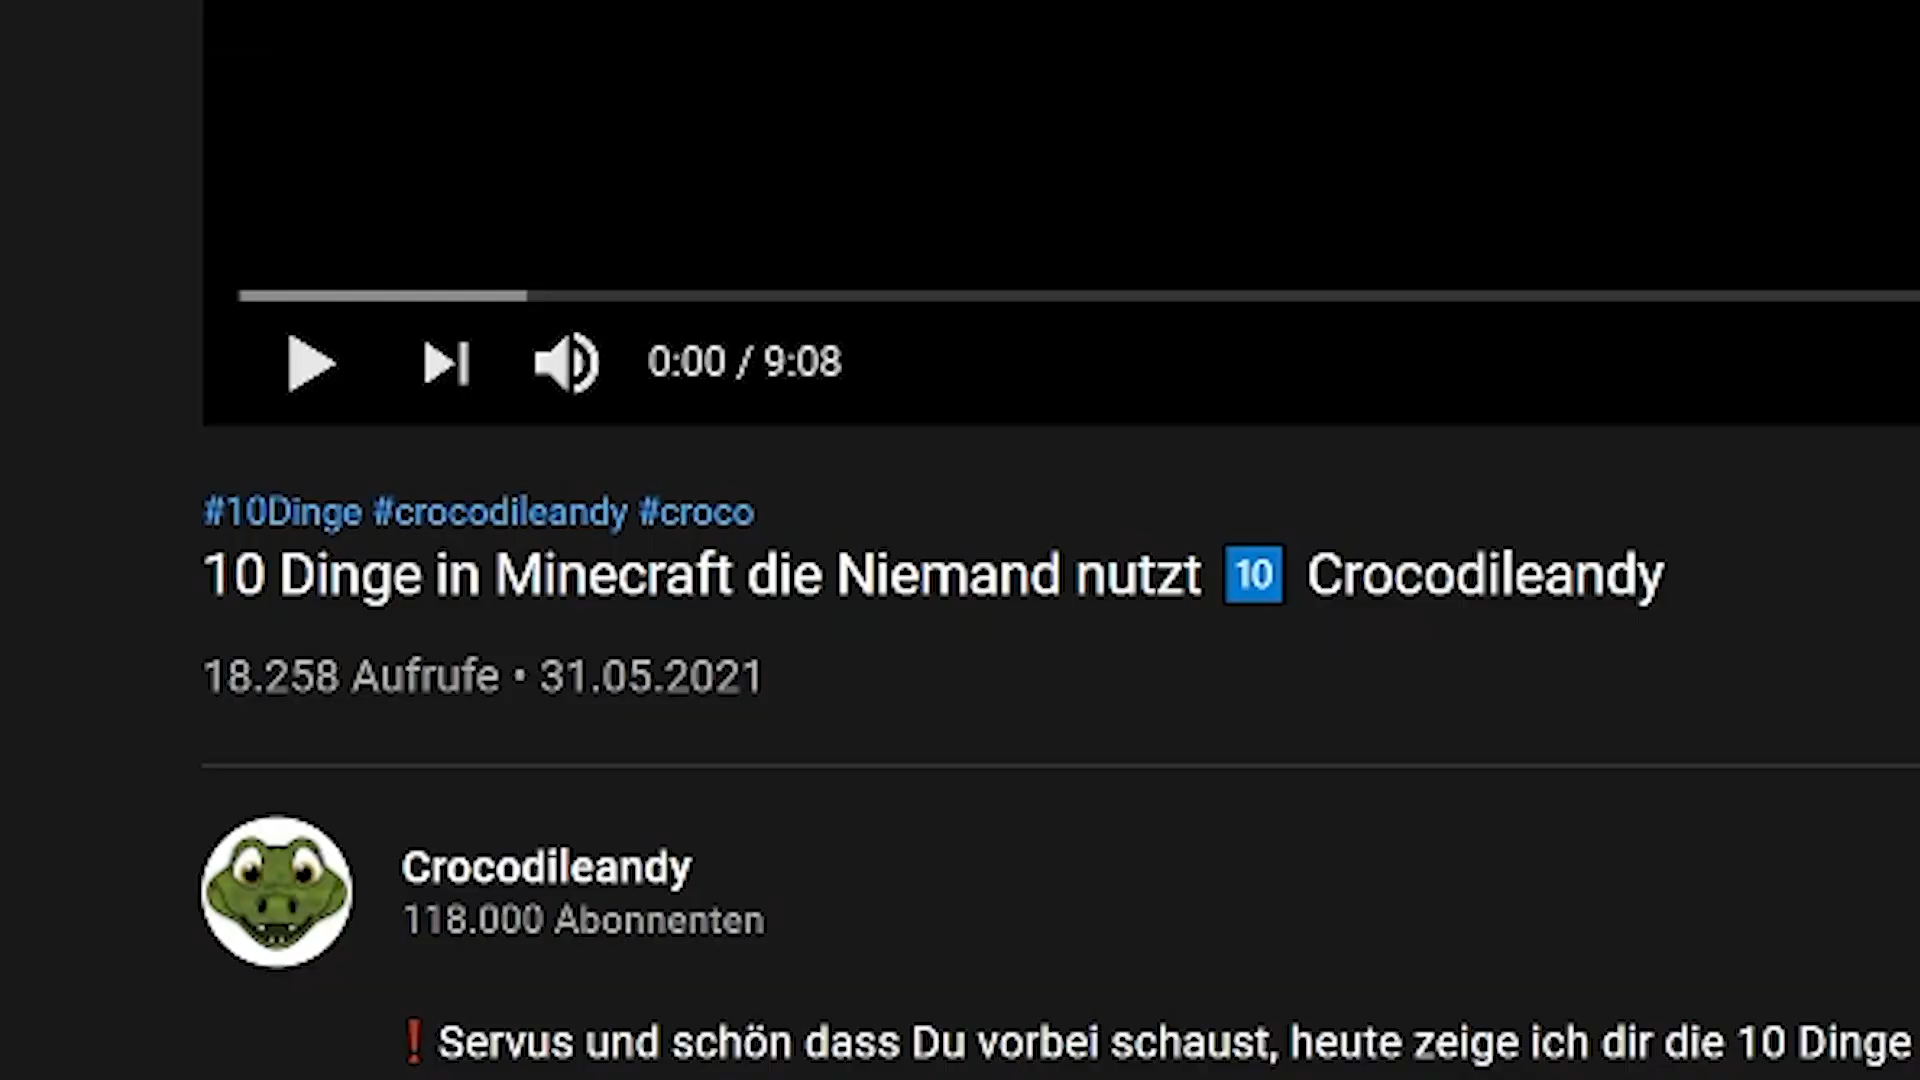 0:00 / 9:08
#10Dinge #crocodileandy #croco
10 Dinge in Minecraft die Niemand nutzt 🔟 Crocodileandy
18.258 Aufrufe • 31.05.2021
Crocodileandy
118.000 Abonnenten
❗ Servus und schön dass Du vorbei schaust, heute zeige ich dir die 10 Dinge